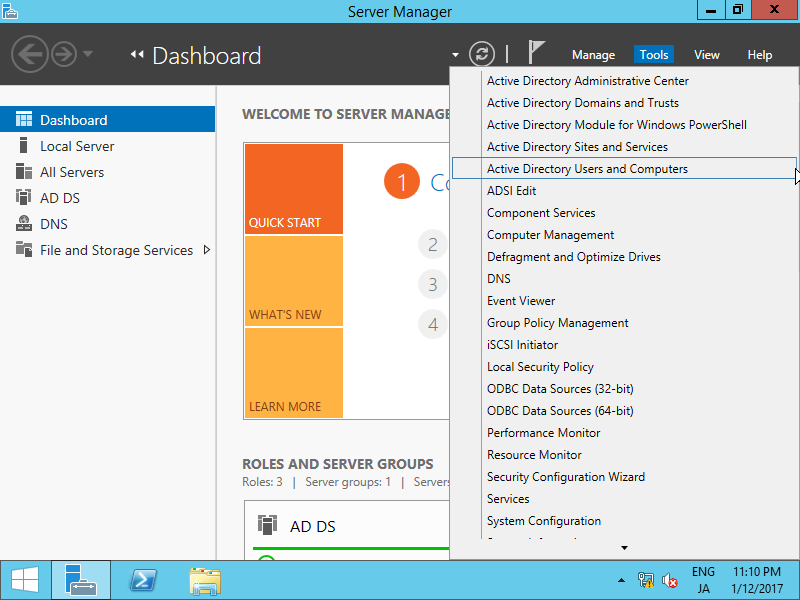 Server Manager
Dashboard
Manage
Tools
View
Help
Dashboard
Local Server
All Servers
AD DS
DNS
File and Storage Services
WELCOME TO SERVER MANAGE
QUICK START
WHAT'S NEW
LEARN MORE
1
Co
2
3
4
ROLES AND SERVER GROUPS
Roles: 3 | Server groups: 1 | Servers
AD DS
Active Directory Administrative Center
Active Directory Domains and Trusts
Active Directory Module for Windows PowerShell
Active Directory Sites and Services
Active Directory Users and Computers
ADSI Edit
Component Services
Computer Management
Defragment and Optimize Drives
DNS
Event Viewer
Group Policy Management
iSCSI Initiator
Local Security Policy
ODBC Data Sources (32-bit)
ODBC Data Sources (64-bit)
Performance Monitor
Resource Monitor
Security Configuration Wizard
Services
System Configuration
ENG
JA
11:10 PM
1/12/2017